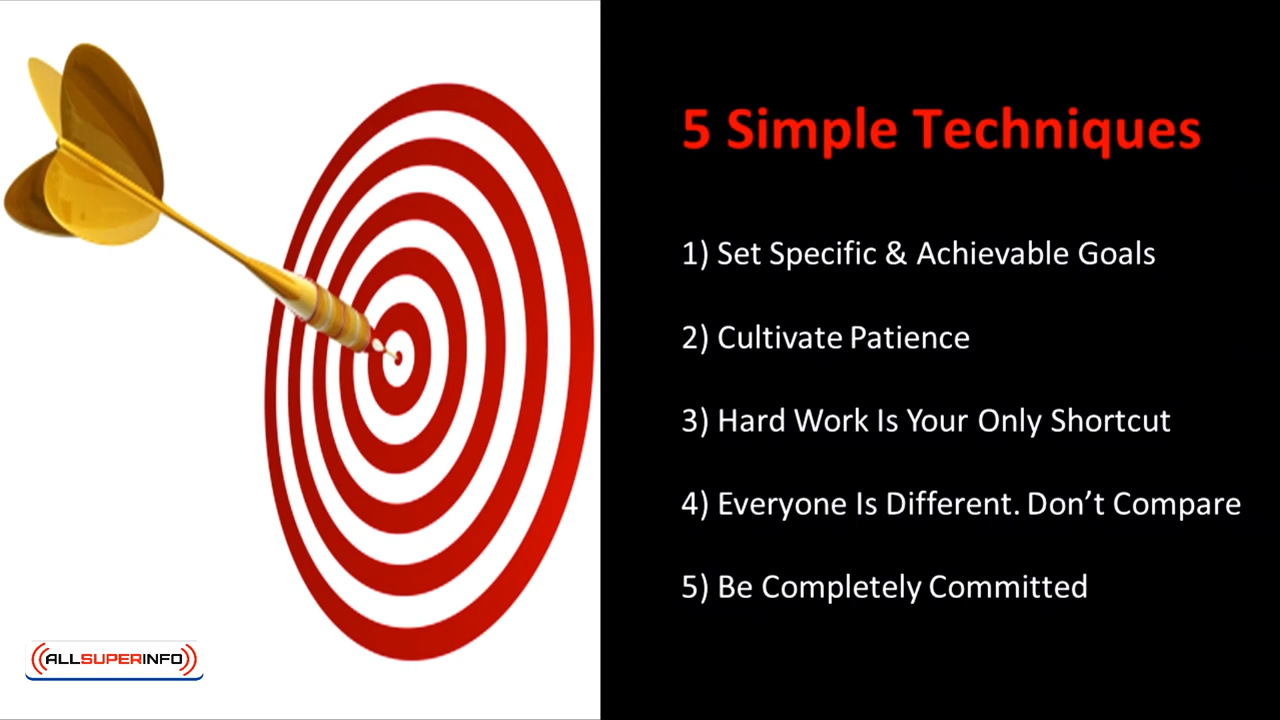 5 Simple Techniques
1) Set Specific & Achievable Goals
2) Cultivate Patience
3) Hard Work Is Your Only Shortcut
4) Everyone Is Different. Don’t Compare
5) Be Completely Committed
ALLSUPERINFO